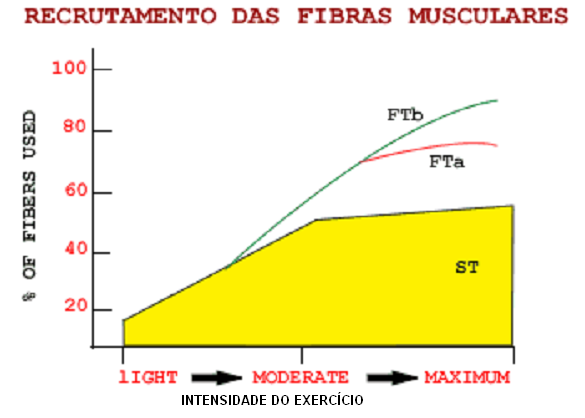 RECRUTAMENTO DAS FIBRAS MUSCULARES
% OF FIBERS USED
100
80
60
40
20
FTb
FTa
ST
lIGHT MODERATE MAXIMUM
INTENSIDADE DO EXERCÍCIO